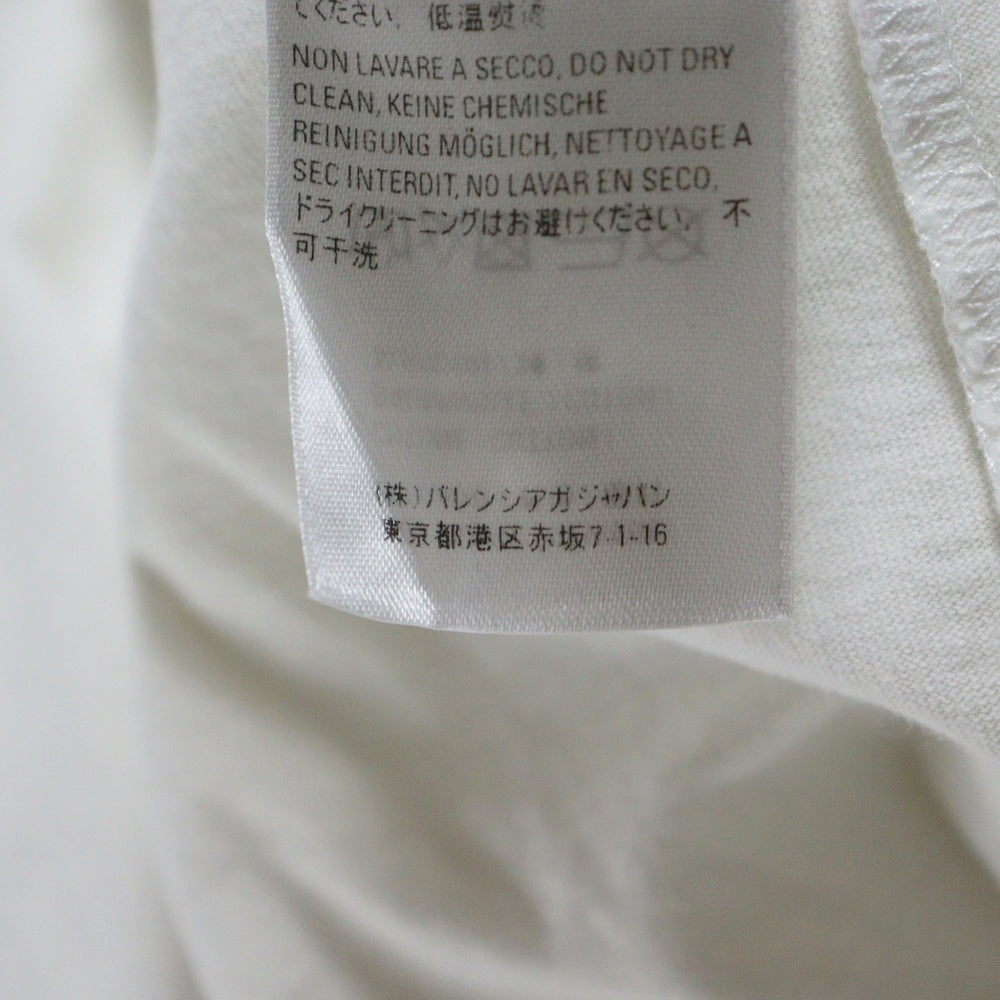 てください, 低温熨烫
NON LAVARE A SECCO, DO NOT DRY
CLEAN, KEINE CHEMISCHE
REINIGUNG MÖGLICH, NETTOYAGE A
SEC INTERDIT, NO LAVAR EN SECO,
ドライクリーニングはお避けください, 不
可干洗
(株)バレンシアガジャパン
東京都港区赤坂7-1-16